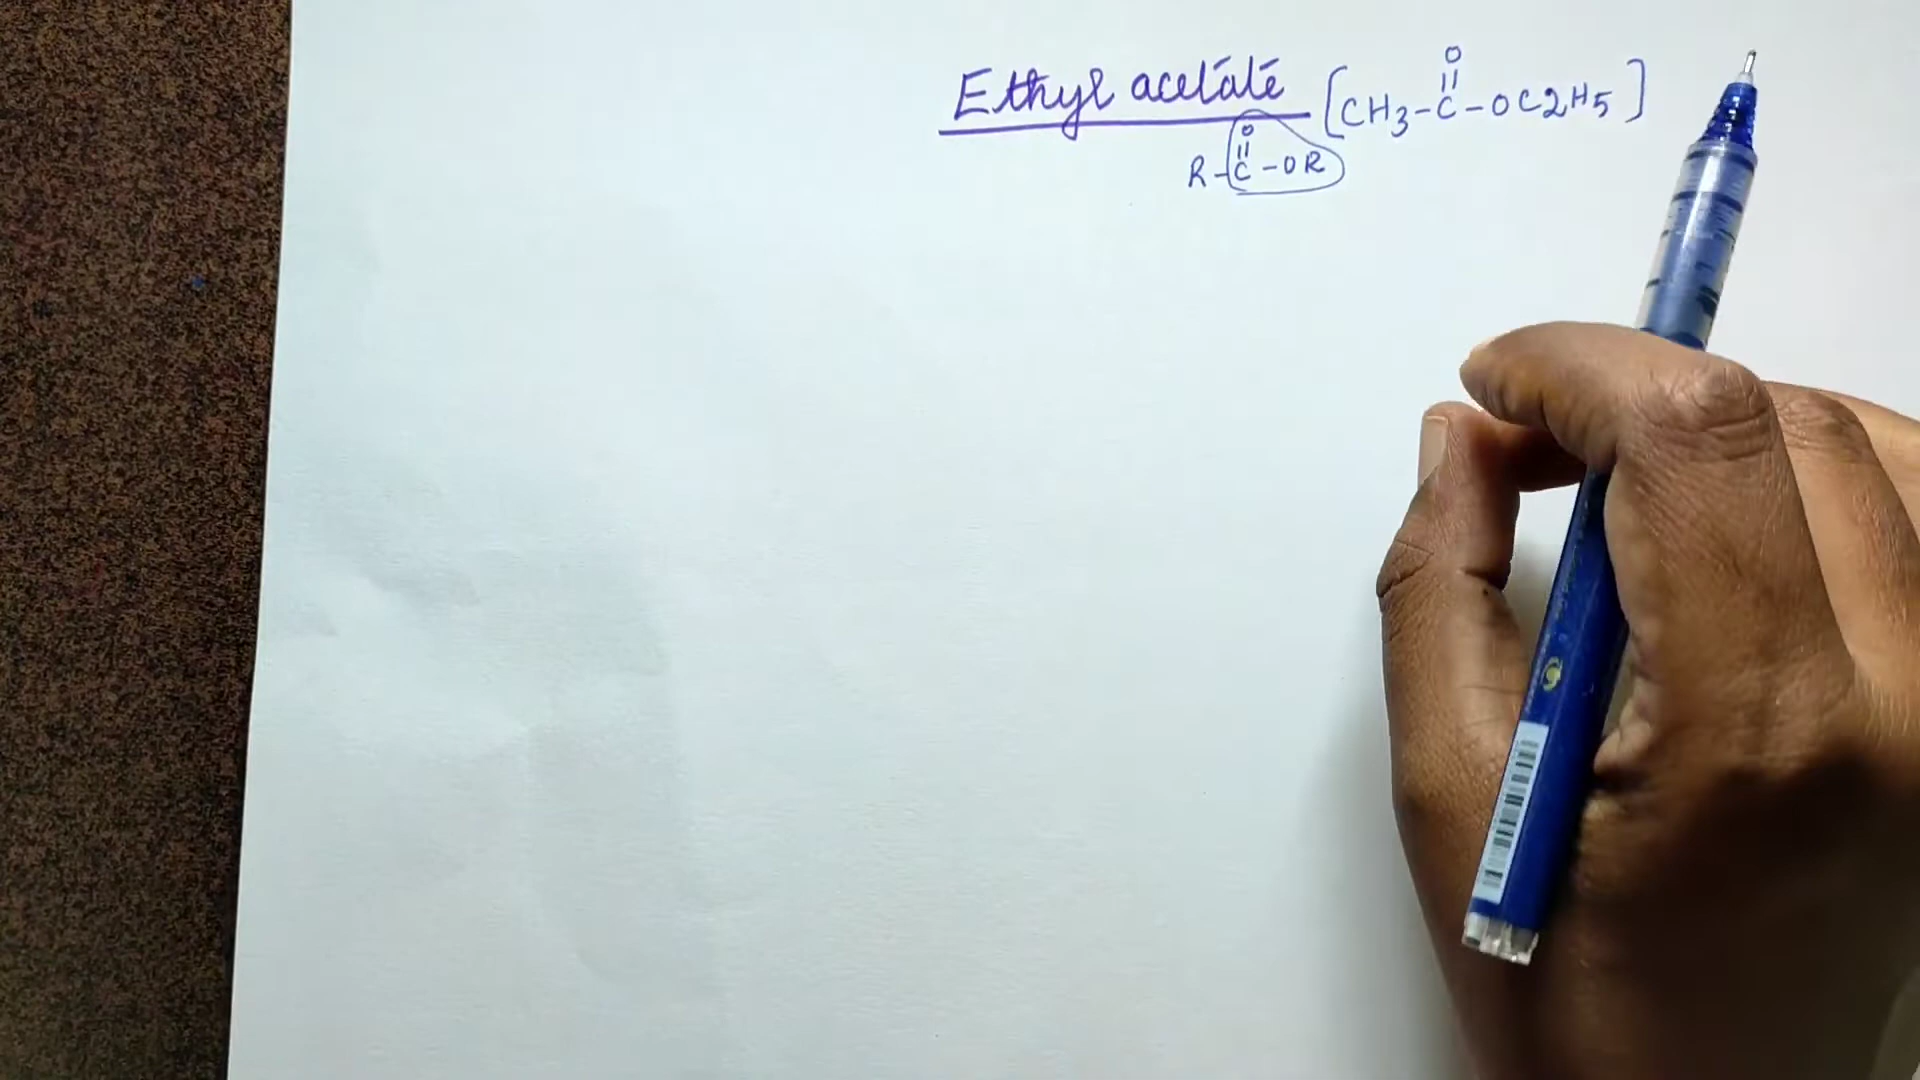 Ethyl acetate [CH3-C-OC2H5]
O
||
R-C-OR
O
||